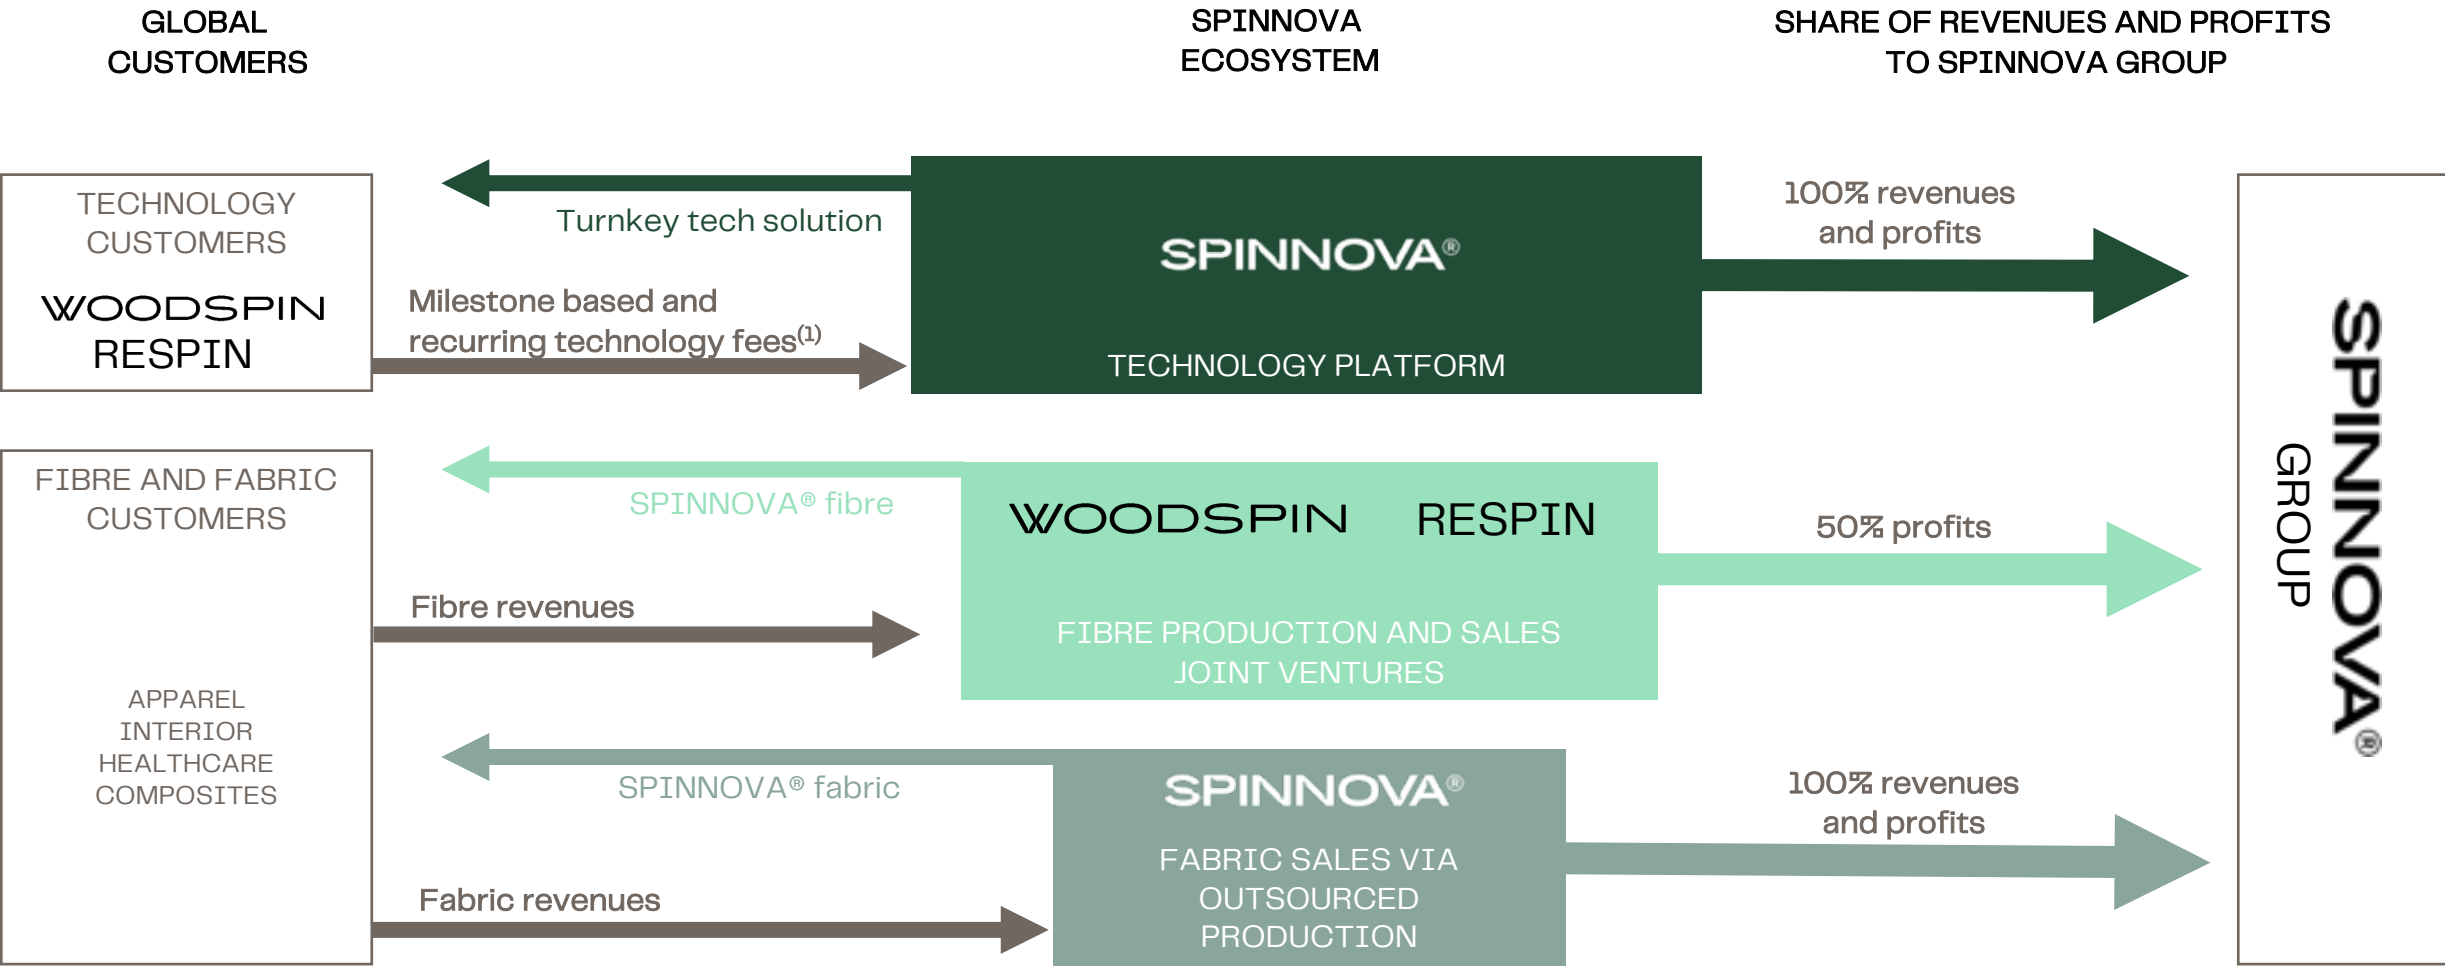 GLOBAL
CUSTOMERS
SPINNOVA
ECOSYSTEM
SHARE OF REVENUES AND PROFITS
TO SPINNOVA GROUP
TECHNOLOGY
CUSTOMERS
WOODSPIN
RESPIN
Turnkey tech solution
Milestone based and
recurring technology fees(1)
SPINNOVA®
TECHNOLOGY PLATFORM
100% revenues
and profits
FIBRE AND FABRIC
CUSTOMERS
APPAREL
INTERIOR
HEALTHCARE
COMPOSITES
SPINNOVA® fibre
Fibre revenues
WOODSPIN RESPIN
FIBRE PRODUCTION AND SALES
JOINT VENTURES
50% profits
SPINNOVA® fabric
Fabric revenues
SPINNOVA®
FABRIC SALES VIA
OUTSOURCED
PRODUCTION
100% revenues
and profits
SPINNOVA®
GROUP